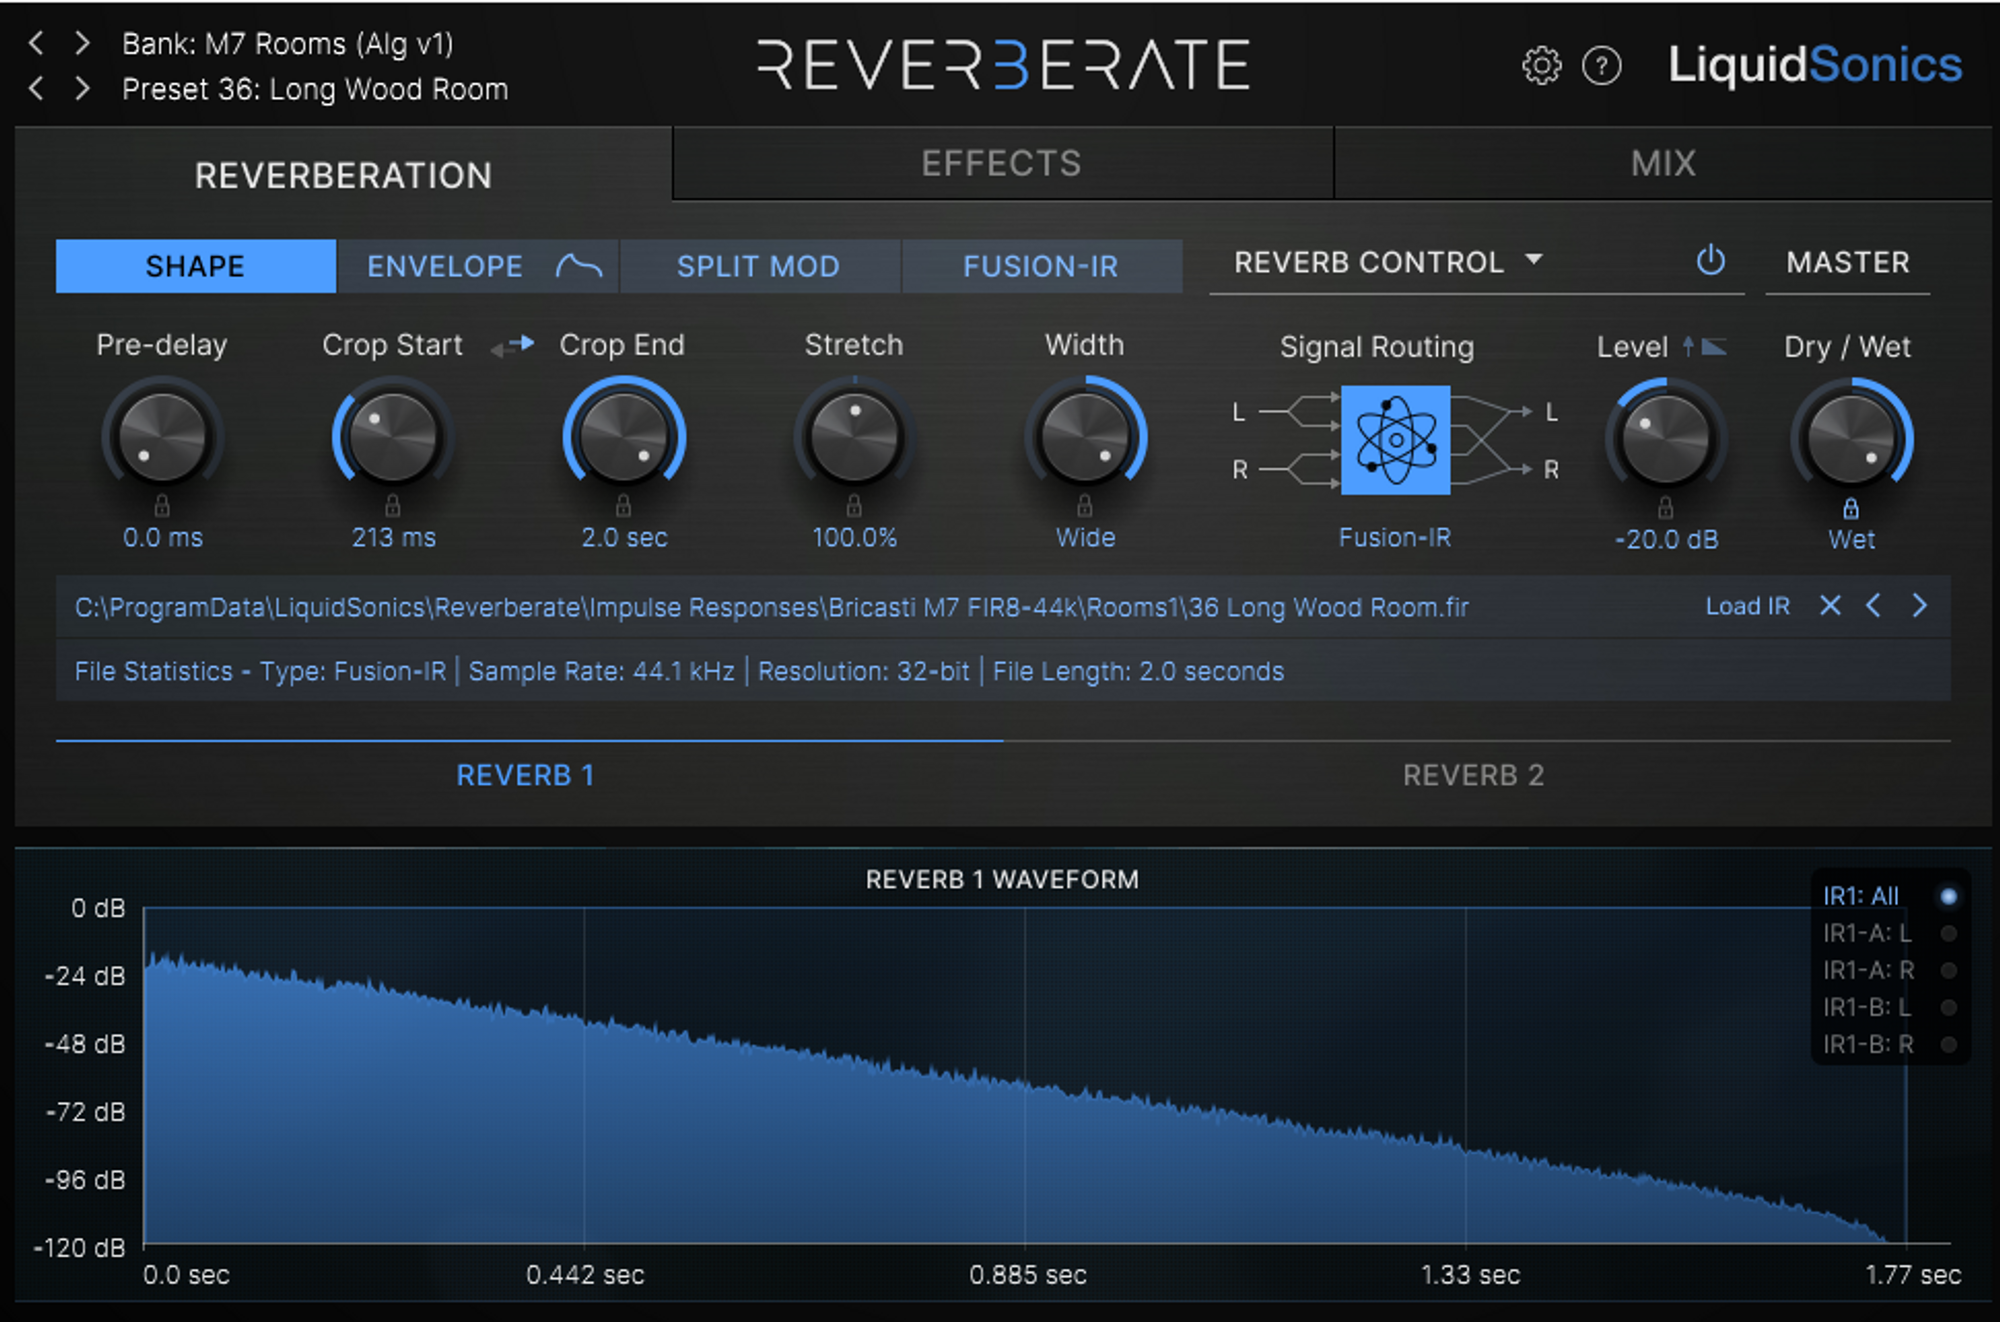 Bank: M7 Rooms (Alg v1)
Preset 36: Long Wood Room
REVERBERATE
?
LiquidSonics
REVERBERATION
EFFECTS
MIX
SHAPE
ENVELOPE
SPLIT MOD
FUSION-IR
REVERB CONTROL
MASTER
Pre-delay
Crop Start
Crop End
Stretch
Width
Signal Routing
Level
Dry / Wet
L
L
R
R
0.0 ms
213 ms
2.0 sec
100.0%
Wide
Fusion-IR
-20.0 dB
Wet
C:\ProgramData\LiquidSonics\Reverberate\Impulse Responses\Bricasti M7 FIR8-44k\Rooms1\36 Long Wood Room.fir
Load IR
File Statistics - Type: Fusion-IR | Sample Rate: 44.1 kHz | Resolution: 32-bit | File Length: 2.0 seconds
REVERB 1
REVERB 2
REVERB 1 WAVEFORM
IR1: All
IR1-A: L
IR1-A: R
IR1-B: L
IR1-B: R
0 dB
-24 dB
-48 dB
-72 dB
-96 dB
-120 dB
0.0 sec
0.442 sec
0.885 sec
1.33 sec
1.77 sec